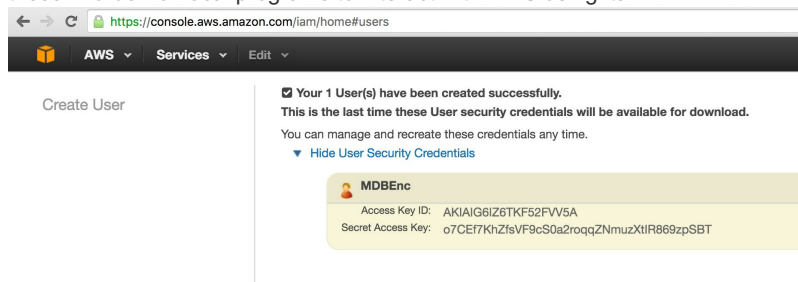 https://console.aws.amazon.com/iam/home#users
AWS Services Edit
Create User
Your 1 User(s) have been created successfully.
This is the last time these User security credentials will be available for download.
You can manage and recreate these credentials any time.
Hide User Security Credentials
MDBEnc
Access Key ID: AKIAIG6IZ6TKF52FVV5A
Secret Access Key: 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